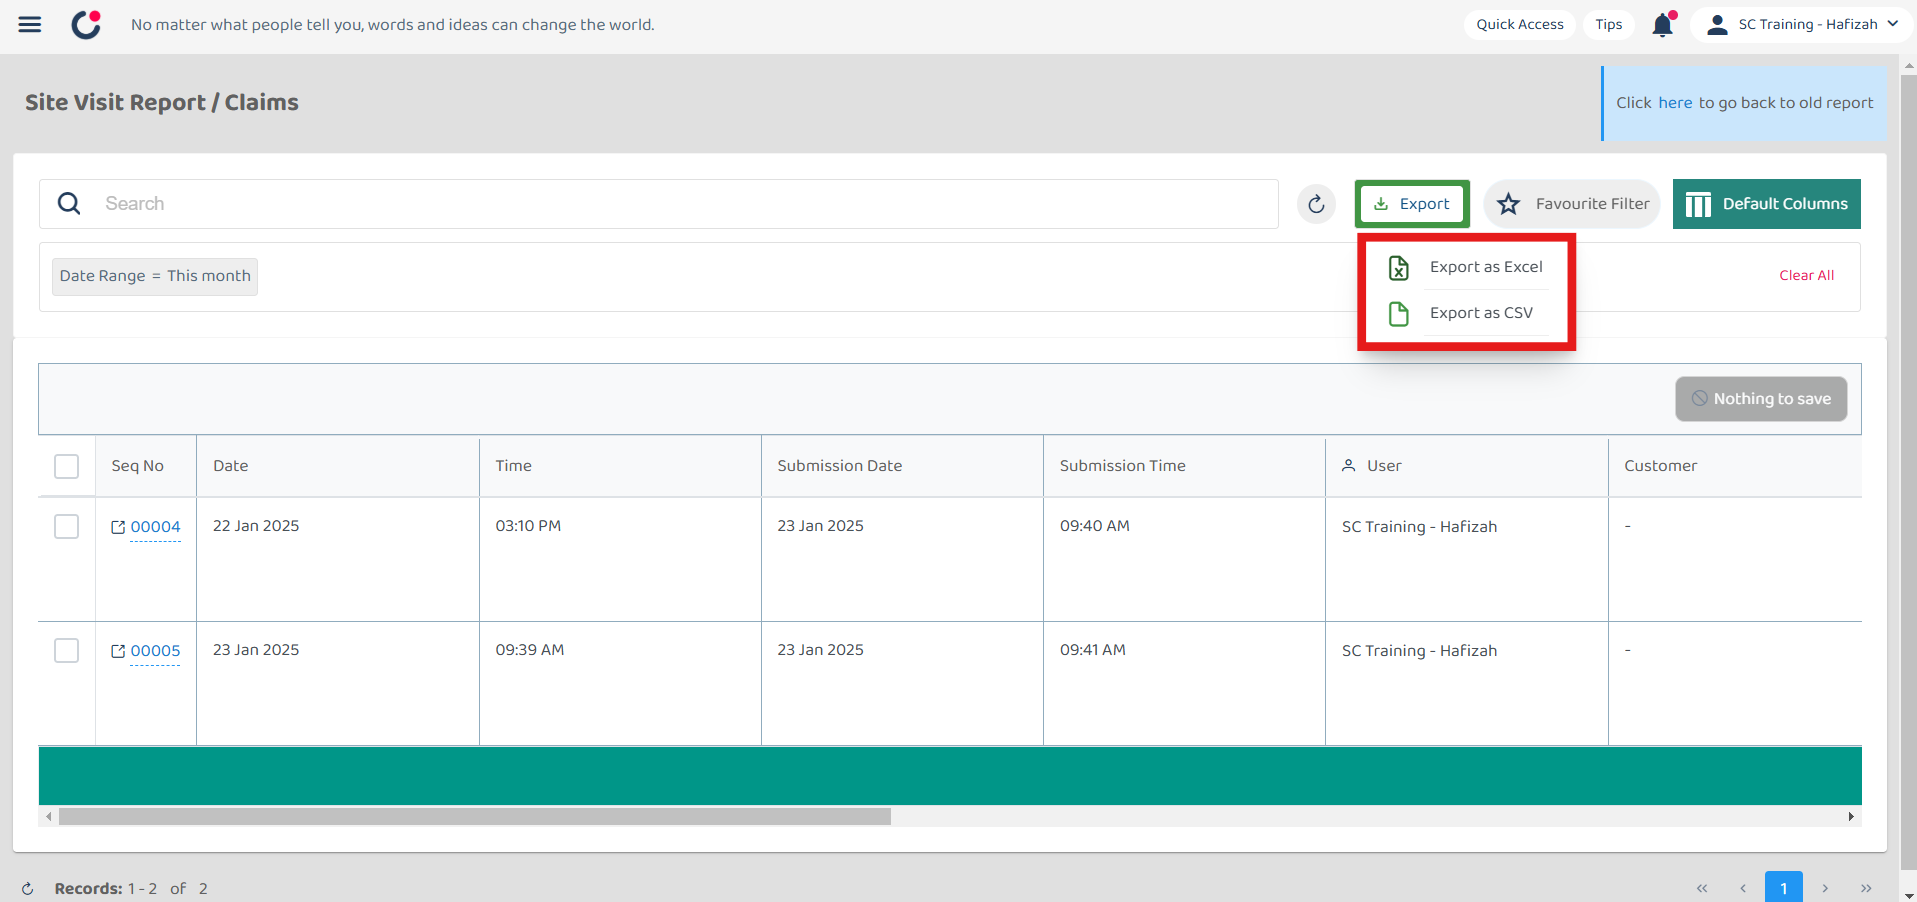 No matter what people tell you, words and ideas can change the world.
Quick Access
Tips
SC Training - Hafizah
Site Visit Report / Claims
Click here to go back to old report
Search
Export
Favourite Filter
Default Columns
Export as Excel
Export as CSV
Date Range = This month
Clear All
Nothing to save
Seq No Date Time Submission Date Submission Time User Customer
00004 22 Jan 2025 03:10 PM 23 Jan 2025 09:40 AM SC Training - Hafizah -
00005 23 Jan 2025 09:39 AM 23 Jan 2025 09:41 AM SC Training - Hafizah -
Records: 1 - 2 of 2
« ‹ 1 › »